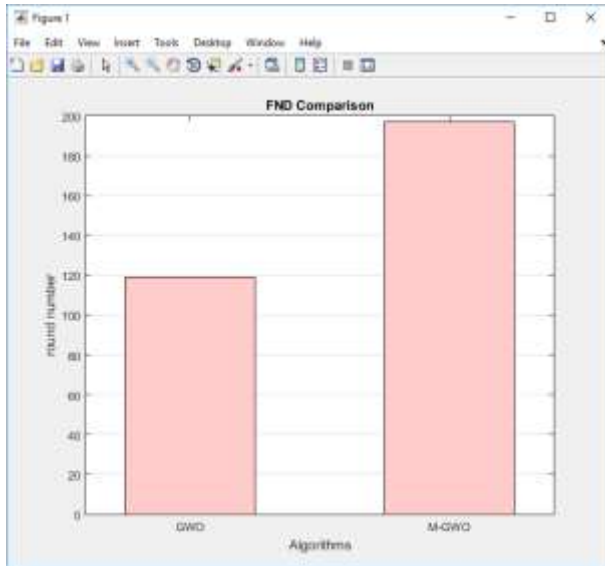 Figure 1
File Edit View Insert Tools Desktop Window Help
FND Comparison
200
180
160
140
120
100
80
60
40
20
0
round number
GWO M-GWO
Algorithms